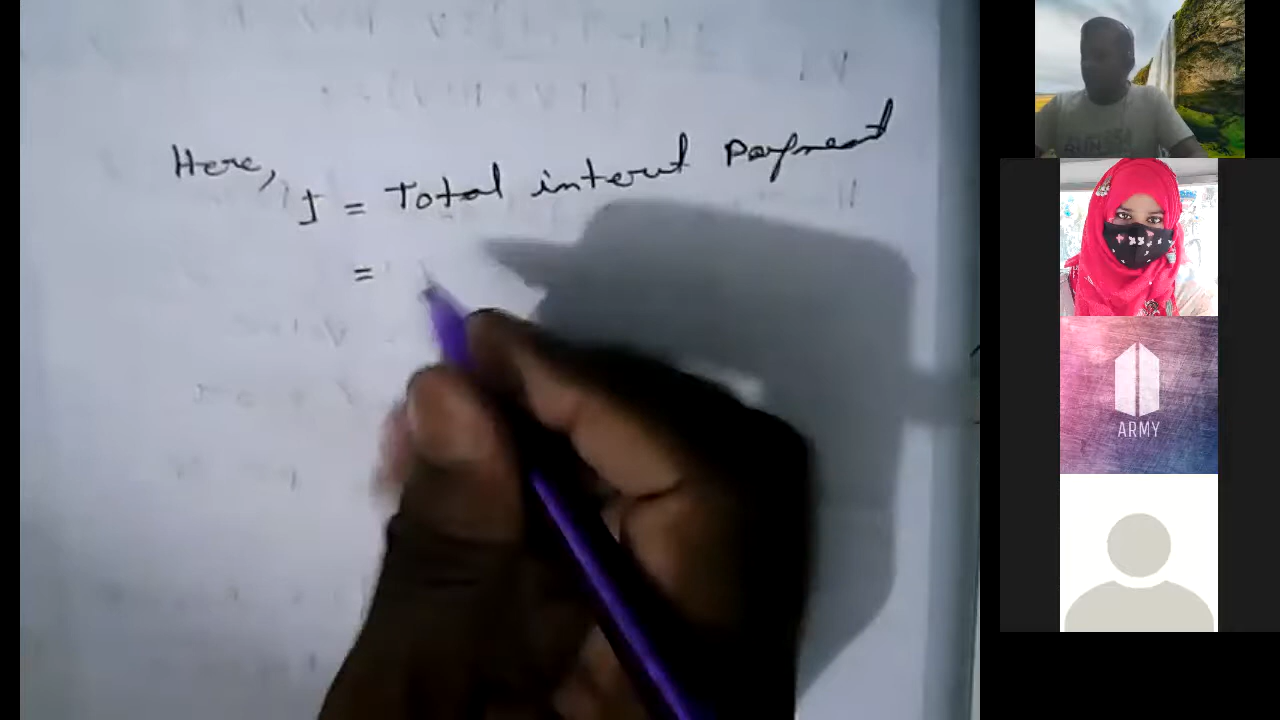 Here,
I = Total interest Payment
=
ARMY